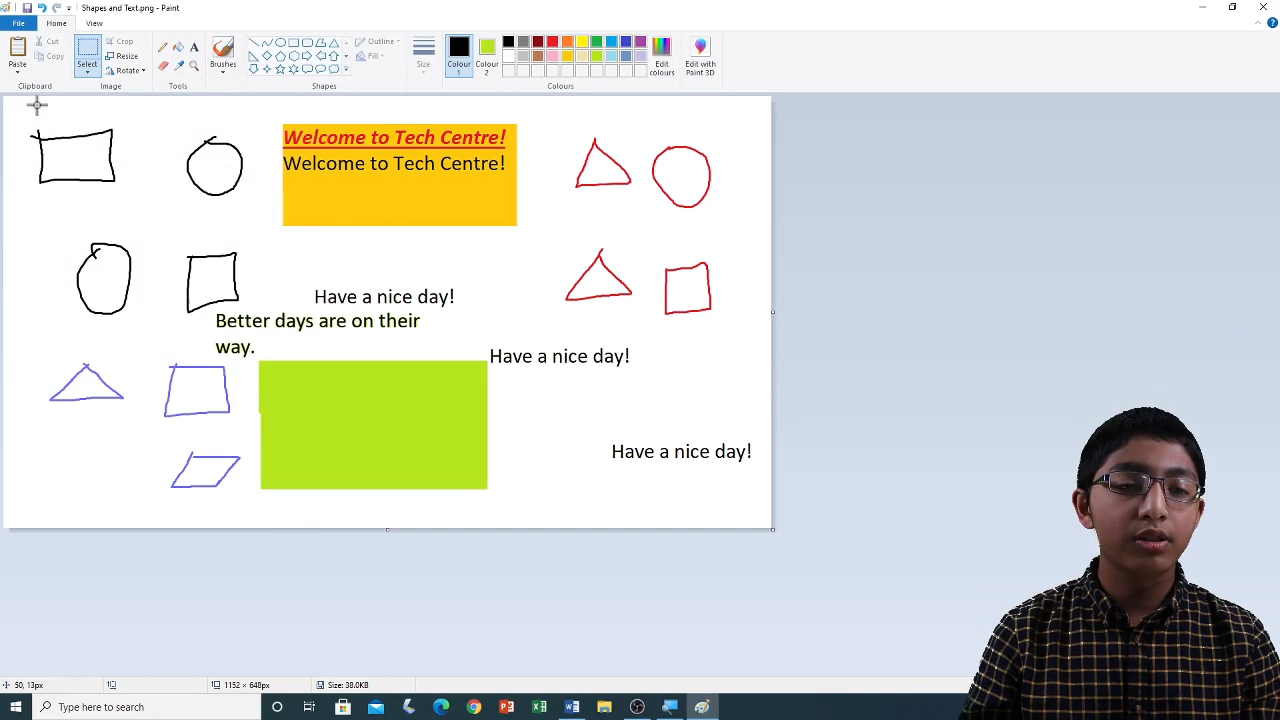 Shapes and Text.png - Paint
File
Home
View
Paste
Cut
Copy
Clipboard
Select
Crop
Resize
Rotate
Image
Tools
Brushes
Shapes
Outline
Fill
Size
Colour
1
Colour
2
Edit
colours
Edit with
Paint 3D
Colours
Welcome to Tech Centre!
Welcome to Tech Centre!
Have a nice day!
Better days are on their
way.
Have a nice day!
Have a nice day!
50, 13px
1152 × 648px
Size: 38.0KB
Type here to search